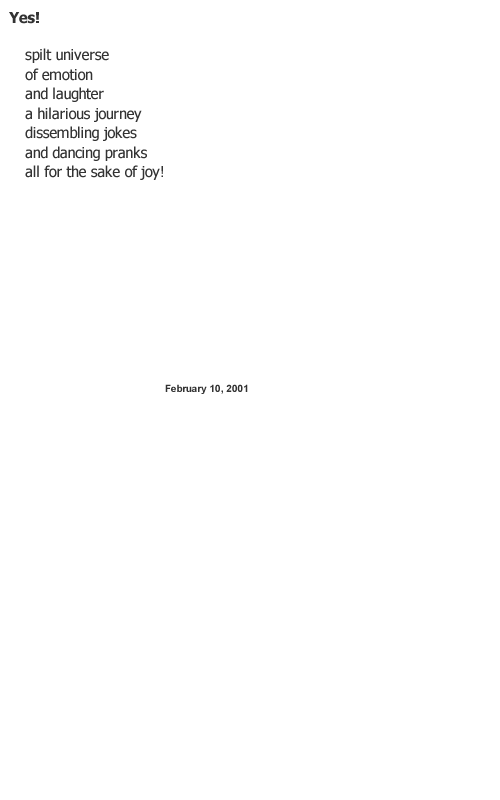 Yes!
spilt universe
of emotion
and laughter
a hilarious journey
dissembling jokes
and dancing pranks
all for the sake of joy!
February 10, 2001